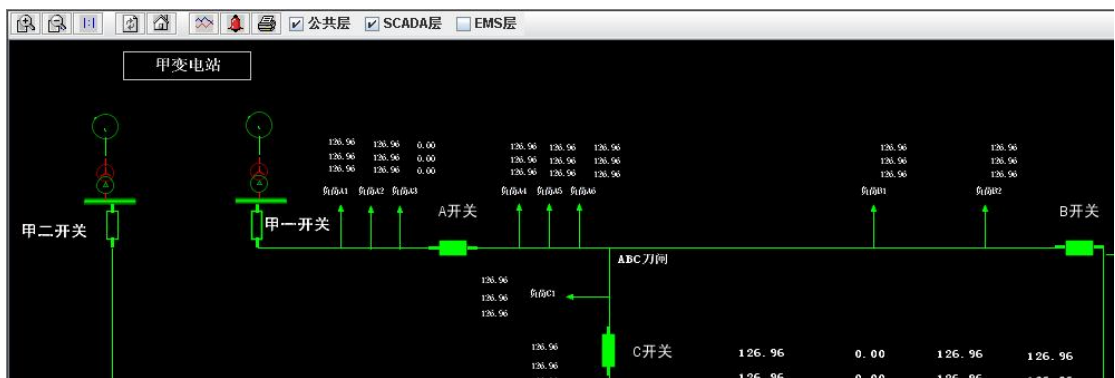 1:1 公共层 SCADA层 EMS层
甲变电站
126.96 126.96 0.00 126.96 126.96 126.96 126.96 126.96
126.96 126.96 0.00 126.96 126.96 126.96 126.96 126.96
126.96 126.96 0.00 126.96 126.96 126.96 126.96 126.96
负荷A1 负荷A2 负荷A3 负荷A4 负荷A5 负荷A6 负荷B1 负荷B2
A开关 B开关
甲二开关 甲一开关
ABC刀闸
126.96
126.96 负荷C1
126.96
126.96 C开关 126.96 0.00 126.96 126.96
126.96 126.96 0.00 126.96